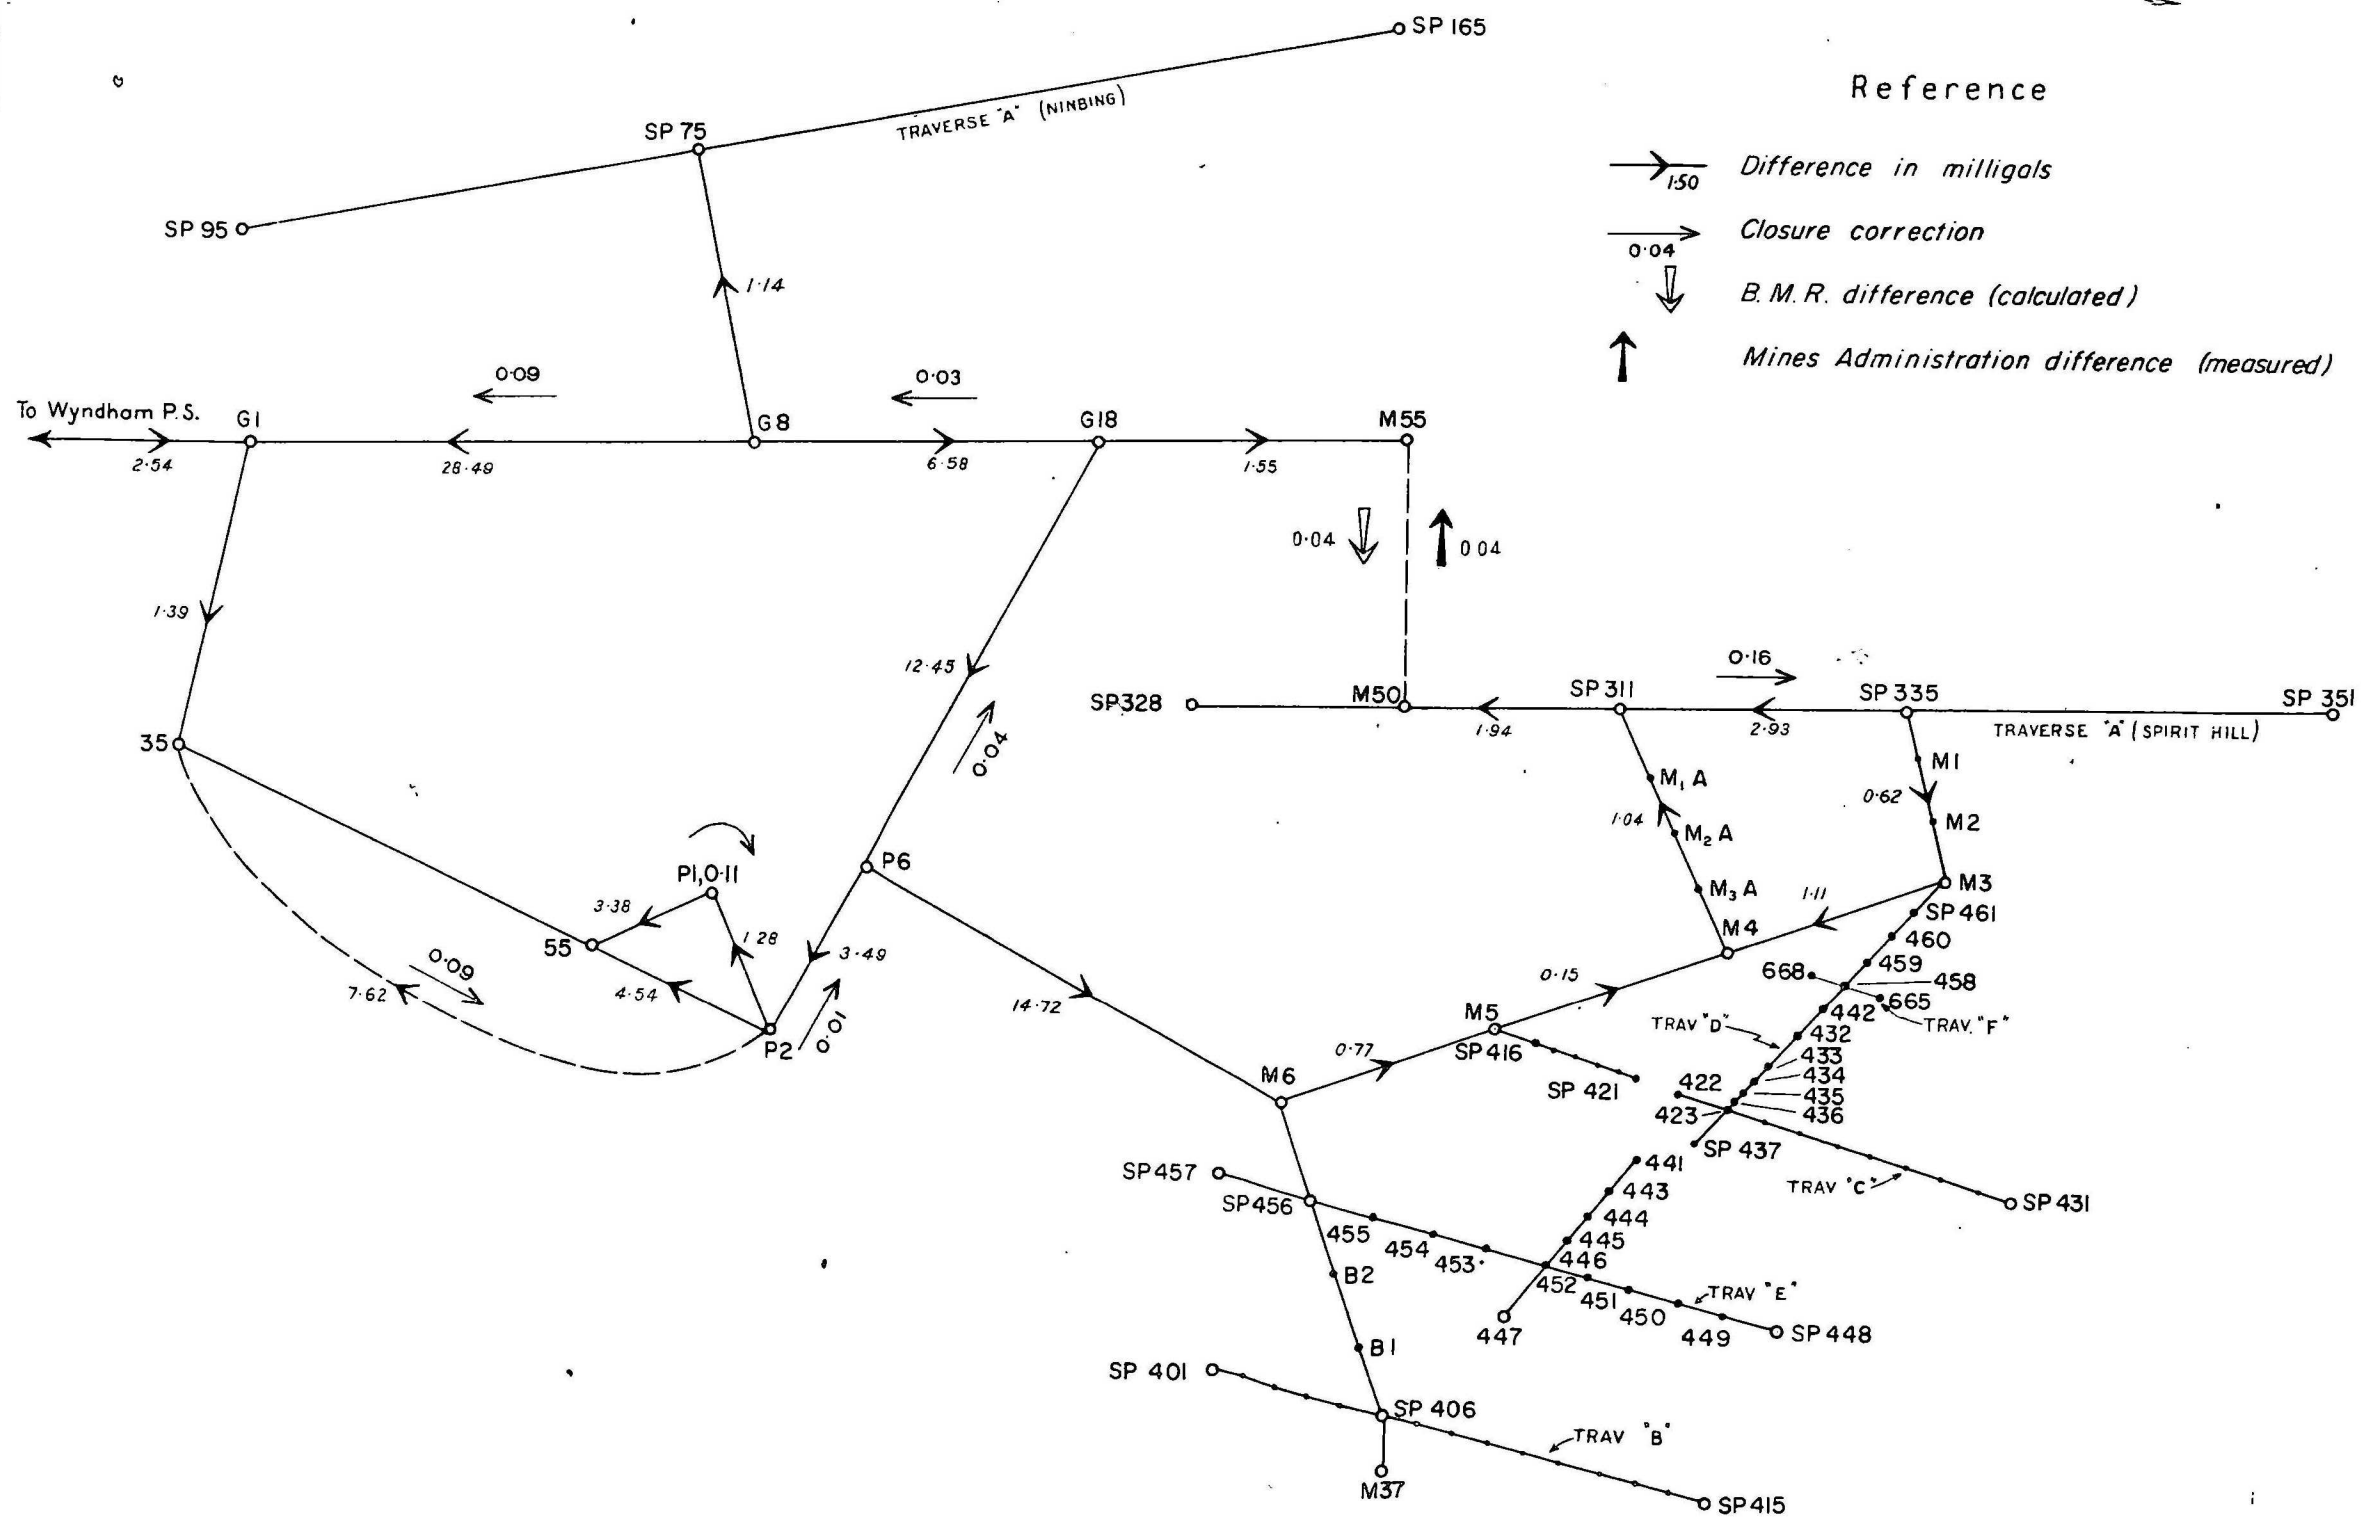 SP 165
Reference
TRAVERSE "A" (NINBING)
SP 75
Difference in milligals
1·50
SP 95
Closure correction
0·04
1·14
B. M. R. difference (calculated)
Mines Administration difference (measured)
0·09
0·03
To Wyndham P.S.
G1
G8
G18
M55
2·54
28·49
6·58
1·55
0·04
0 04
1·39
12·45
0·16
SP328
M50
SP 311
SP 335
SP 351
1·94
2·93
TRAVERSE "A" (SPIRIT HILL)
35
0·04
M1
M1 A
0·62
1·04
M2
M2 A
P6
P1,0·11
M3 A
1·11
M3
3·38
SP 461
M4
55
1 28
3·49
460
0·09
459
0·15
668
458
7·62
4·54
14·72
665
M5
442
TRAV "D"
TRAV. "F"
P2
0·01
432
0·77
SP 416
433
M6
SP 421
422
434
435
423
436
SP 437
SP457
441
TRAV "C"
SP456
443
SP 431
455
444
454
445
453
446
B2
452
451
TRAV "E"
450
447
449
SP 448
B1
SP 401
SP 406
TRAV "B"
M37
SP 415